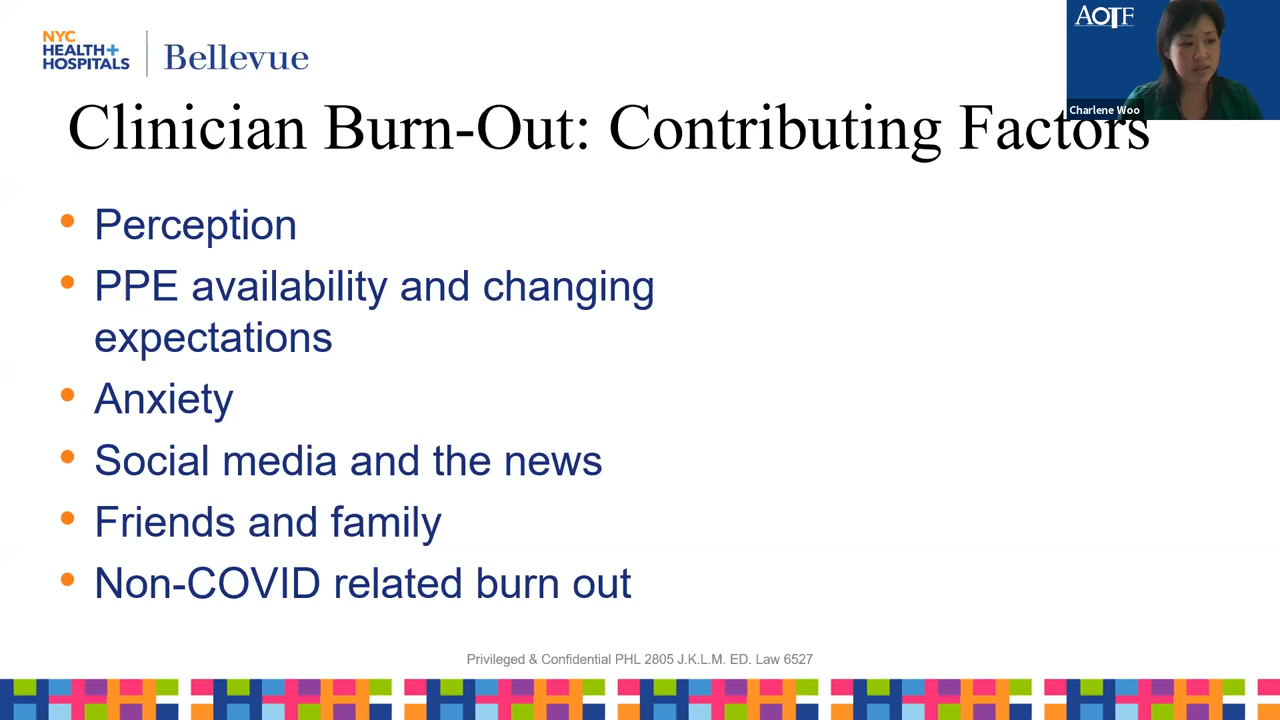 NYC
HEALTH+
HOSPITALS
Bellevue
AOTF
Charlene Woo
Clinician Burn-Out: Contributing Factors
• Perception
• PPE availability and changing
expectations
• Anxiety
• Social media and the news
• Friends and family
• Non-COVID related burn out
Privileged & Confidential PHL 2805 J.K.L.M. ED. Law 6527